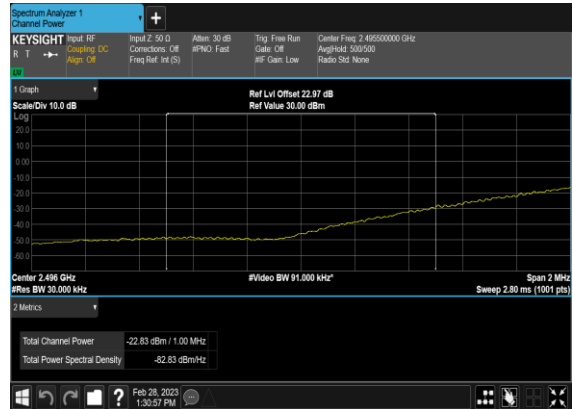 Spectrum Analyzer 1
Channel Power
+
KEYSIGHT Input: RF Input Z: 50 Ω Atten: 30 dB Trig: Free Run Center Freq: 2.495500000 GHz
R T Coupling: DC Corrections: Off #PNO: Fast Gate: Off Avg|Hold: 500/500
Align: Off Freq Ref: Int (S) #IF Gain: Low Radio Std: None
LW
1 Graph
Ref Lvl Offset 22.97 dB
Scale/Div 10.0 dB Ref Value 30.00 dBm
Log
20.0
10.0
0.00
-10.0
-20.0
-30.0
-40.0
-50.0
-60.0
Center 2.496 GHz #Video BW 91.000 kHz* Span 2 MHz
#Res BW 30.000 kHz Sweep 2.80 ms (1001 pts)
2 Metrics
Total Channel Power -22.83 dBm / 1.00 MHz
Total Power Spectral Density -82.83 dBm/Hz
? Feb 28, 2023
1:30:57 PM